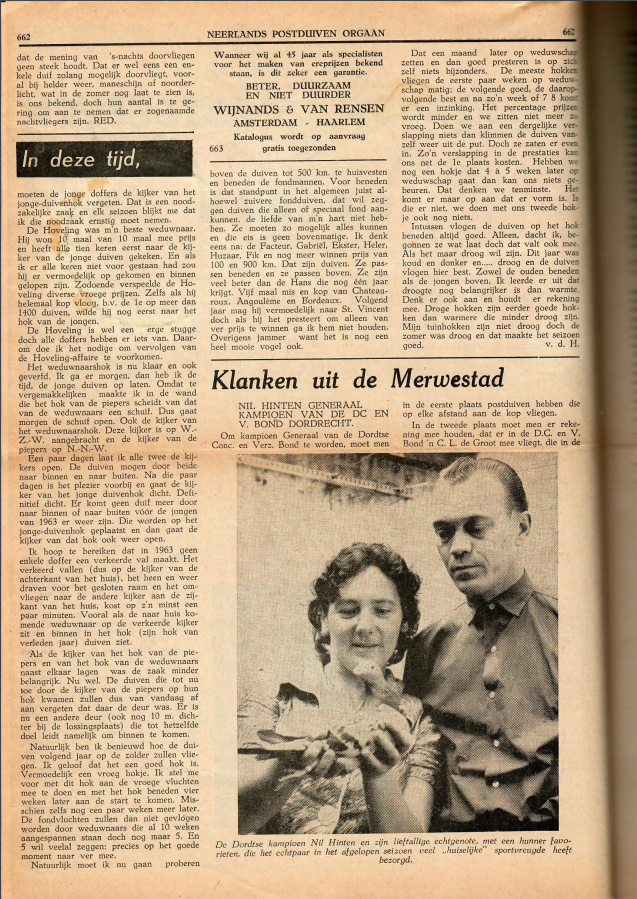 662
NEERLANDS POSTDUIVEN ORGAAN
662
dat de mening van 's-nachts doorvliegen
geen steek houdt. Dat er wel eens een en-
kele duif zolang mogelijk doorvliegt, voor-
al bij helder weer, maneschijn of noorder-
licht, wat in de zomer nog laat te zien is,
is ons bekend, doch hun aantal is te ge-
ring om aan te nemen dat er zogenaamde
nachtvliegers zijn. RED.
In deze tijd,
moeten de jonge doffers de kijker van het
jonge-duivenhok vergeten. Dat is een nood-
zakelijke zaak en elk seizoen blijkt me dat
ik die noodzaak ernstig moet nemen.
De Hoveling was m'n beste weduwnaar.
Hij won 10 maal van 10 maal mee prijs
en heeft alle tien keren eerst naar de kij-
ker van de jonge duiven gekeken. En als
ik er alle keren niet voor gestaan had zou
hij er vermoedelijk op gekomen en binnen
gelopen zijn. Zodoende verspeelde de Ho-
veling diverse vroege prijzen. Zelfs als hij
helemaal kop vloog, b.v. de 1e op meer dan
1400 duiven, wilde hij nog eerst naar het
hok van de jongen.
De Hoveling is wel een erge stugge
doch alle doffers hebben er iets van. Daar-
om doe ik het nodige om vervolgen van
de Hoveling-affaire te voorkomen.
Het weduwnaarshok is nu klaar en ook
geverfd. Ik ga er morgen, dan heb ik de
tijd, de jonge duiven op laten. Omdat te
vergemakkelijken maakte ik in de wand
die het hok van de piepers scheidt van dat
van de weduwnaars een schuif. Dus gaat
morgen de schuif open. Ook de kijker van
het weduwnaarshok. Deze kijker is op W.-
Z.-W. aangebracht en de kijker van de
piepers op N.-N.-W.
Een paar dagen laat ik alle twee de kij-
kers open. De duiven mogen door beide
naar binnen en naar buiten. Na die paar
dagen is het plezier voorbij en gaat de kij-
ker van het jonge duivenhok dicht. Defi-
nitief dicht. Er komt geen duif meer door
naar binnen of naar buiten vóór de jongen
van 1963 er weer zijn. Die worden op het
jonge-duivenhok geplaatst en dan gaat de
kijker van dat hok ook weer open.
Ik hoop te bereiken dat in 1963 geen
enkele doffer een verkeerde val maakt. Het
verkeerd vallen (dus op de kijker van de
achterkant van het huis), het heen en weer
draven voor het gesloten raam en het om-
vliegen naar de andere kijker aan de zij-
kant van het huis, kost op z'n minst een
paar minuten. Vooral als de naar huis ko-
mende weduwnaar op de verkeerde kijker
zit en binnen in het hok (zijn hok van
verleden jaar) duiven ziet.
Als de kijker van het hok van de pie-
pers en van het hok van de weduwnaars
naast elkaar lagen was de zaak minder
belangrijk. Nu wel. De duiven die tot nu
toe door de kijker van de piepers op hun
hok kwamen zullen dus van vandaag af
aan vergeten dat daar de deur was. Er is
nu een andere deur (ook nog 10 m. dich-
ter bij de lossingsplaats) die tot hetzelfde
doel leidt namelijk om binnen te komen.
Natuurlijk ben ik benieuwd hoe de dui-
ven volgend jaar op de zolder zullen vlie-
gen. Ik geloof dat het een goed hok is.
Vermoedelijk een vroeg hokje. Ik stel me
voor met dit hok aan de vroege vluchten
mee te doen en met het hok beneden vier
weken later aan de start te komen. Mis-
schien zelfs nog een paar weken meer later.
De fondvluchten zullen dan niet gevlógen
worden door weduwnaars die al 10 weken
aangespannen staan doch nog maar 5. En
5 wil veelal zeggen: precies op het goede
moment naar ver mee.
Natuurlijk moet ik nu gaan proberen
Wanneer wij al 45 jaar als specialisten
voor het maken van ereprijzen bekend
staan, is dit zeker een garantie.
BETER, DUURZAAM
EN NIET DUURDER
WIJNANDS & VAN RENSEN
AMSTERDAM - HAARLEM
Katalogus wordt op aanvraag
663 gratis toegezonden
boven de duiven tot 500 km. te huisvesten
en beneden de fondmannen. Voor beneden
is dat standpunt in het algemeen juist al-
hoewel zuivere fondduiven, dat wil zeg-
gen duiven die alleen of speciaal fond aan-
kunnen, de liefde van m'n hart niet heb-
ben. Ze moeten zo mogelijk alles kunnen
en die eis is geen bovenmatige. Ik denk
eens na: de Facteur, Gabriël, Ekster, Heler,
Huzaar, Fik en nog meer winnen prijs van
100 en 900 km. Dat zijn duiven. Ze pas-
sen beneden en ze passen boven. Ze zijn
veel beter dan de Hans die nog één jaar
krijgt. Vijf maal mis en kop van Chateau-
roux, Angoulème en Bordeaux. Volgend
jaar mag hij vermoedelijk naar St. Vincent
doch als hij het presteert om alleen van
ver prijs te winnen ga ik hem niet houden.
Overigens jammer want het is nog een
heel mooie vogel ook.
Dat een maand later op weduwschap
zetten en dan goed presteren is op zich
zelf niets bijzonders. De meeste hokken
vliegen de eerste paar weken op weduw-
schap matig: de volgende goed, de daarop-
volgende best en na zo'n week of 7 8 komt
er een inzinking. Het percentage prijzen
wordt minder en we zitten niet meer zo
vroeg. Doen we aan een dergelijke ver-
slapping niets dan klimmen de duiven van-
zelf weer uit de put. Doch ze zaten er even
in. Zo'n verslapping in de prestaties kan
ons net de 1e plaats kosten. Hebben we
nog een hokje dat 4 à 5 weken later op
weduwschap gaat dan kan ons niets ge-
beuren. Dat denken we tenminste. Het
komt er maar op aan dat er vorm is. Is
die er niet, we doen met ons tweede hok-
je ook nog niets.
Intussen vlogen de duiven op het hok
beneden altijd goed. Alleen, dacht ik, be-
gonnen ze wat laat doch dat valt ook mee.
Als het maar droog wil zijn. Dit jaar was
koud en donker en..... droog en de duiven
vlogen hier best. Zowel de ouden beneden
als de jongen boven. Ik leerde er uit dat
droogte nog belangrijker is dan warmte.
Denk er ook aan en houdt er rekening
mee. Droge hokken zijn eerder goede hok-
ken dan warmere die minder droog zijn.
Mijn tuinhokken zijn niet droog doch de
zomer was droog en dat maakte het seizoen
goed. v. d. H.
Klanken uit de Merwestad
NIL HINTEN GENERAAL
KAMPIOEN VAN DE DC EN
V. BOND DORDRECHT.
Om kampioen Generaal van de Dordtse
Conc. en Verz. Bond te worden, moet men
in de eerste plaats postduiven hebben die
op elke afstand aan de kop vliegen.
In de tweede plaats moet men er reke-
ning mee houden, dat er in de D.C. en V.
Bond 'n C. L. de Groot mee vliegt, die in de
De Dordtse kampioen Nil Hinten en zijn lieftallige echtgenote, met een hunner favo-
rieten, die het echtpaar in het afgelopen seizoen veel „huiselijke” sportvreugde heeft
bezorgd.